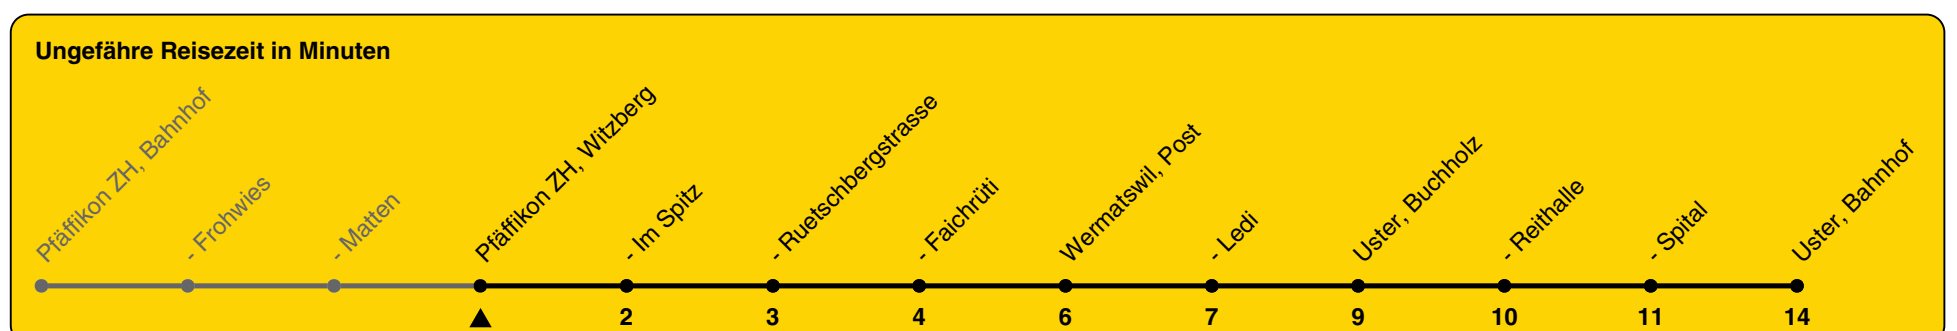 Ungefähre Reisezeit in Minuten
Pfäffikon ZH, Bahnhof
- Frohwies
- Matten
Pfäffikon ZH, Witzberg
- Im Spitz
- Ruetschbergstrasse
- Faichrüti
Wermatswil, Post
- Ledi
Uster, Buchholz
- Reithalle
- Spital
Uster, Bahnhof
2 3 4 6 7 9 10 11 14